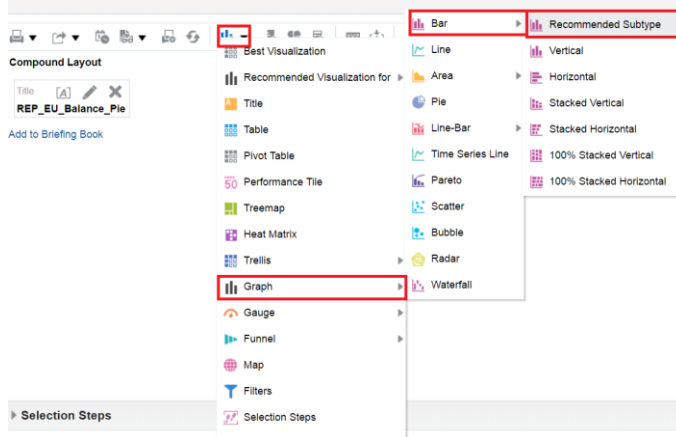 Compound Layout
Title
REP_EU_Balance_Pie
Add to Briefing Book
Best Visualization
Recommended Visualization for
Title
Table
Pivot Table
50 Performance Tile
Treemap
Heat Matrix
Trellis
Graph
Gauge
Funnel
Map
Filters
Selection Steps
Bar
Line
Area
Pie
Line-Bar
Time Series Line
Pareto
Scatter
Bubble
Radar
Waterfall
Recommended Subtype
Vertical
Horizontal
Stacked Vertical
Stacked Horizontal
100% Stacked Vertical
100% Stacked Horizontal
Selection Steps